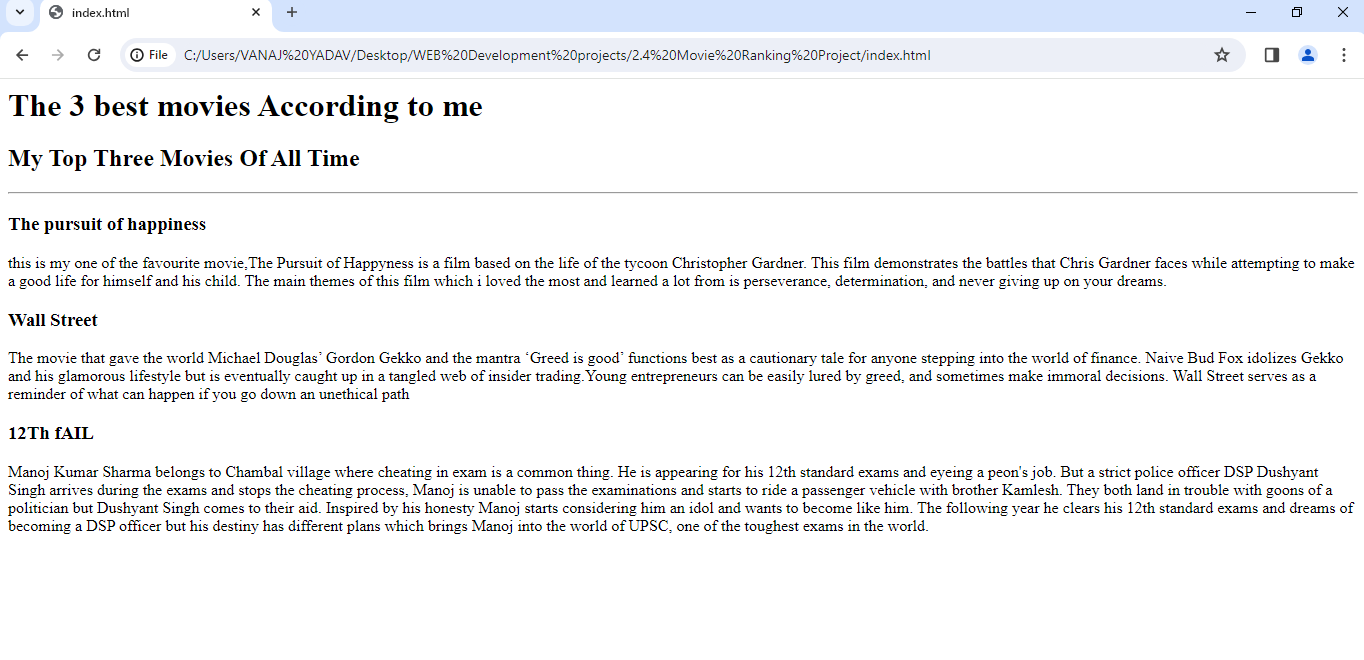 index.html
File C:/Users/VANAJ%20YADAV/Desktop/WEB%20Development%20projects/2.4%20Movie%20Ranking%20Project/index.html
The 3 best movies According to me
My Top Three Movies Of All Time
The pursuit of happiness
this is my one of the favourite movie,The Pursuit of Happyness is a film based on the life of the tycoon Christopher Gardner. This film demonstrates the battles that Chris Gardner faces while attempting to make
a good life for himself and his child. The main themes of this film which i loved the most and learned a lot from is perseverance, determination, and never giving up on your dreams.
Wall Street
The movie that gave the world Michael Douglas’ Gordon Gekko and the mantra ‘Greed is good’ functions best as a cautionary tale for anyone stepping into the world of finance. Naive Bud Fox idolizes Gekko
and his glamorous lifestyle but is eventually caught up in a tangled web of insider trading.Young entrepreneurs can be easily lured by greed, and sometimes make immoral decisions. Wall Street serves as a
reminder of what can happen if you go down an unethical path
12Th fAIL
Manoj Kumar Sharma belongs to Chambal village where cheating in exam is a common thing. He is appearing for his 12th standard exams and eyeing a peon's job. But a strict police officer DSP Dushyant
Singh arrives during the exams and stops the cheating process, Manoj is unable to pass the examinations and starts to ride a passenger vehicle with brother Kamlesh. They both land in trouble with goons of a
politician but Dushyant Singh comes to their aid. Inspired by his honesty Manoj starts considering him an idol and wants to become like him. The following year he clears his 12th standard exams and dreams of
becoming a DSP officer but his destiny has different plans which brings Manoj into the world of UPSC, one of the toughest exams in the world.